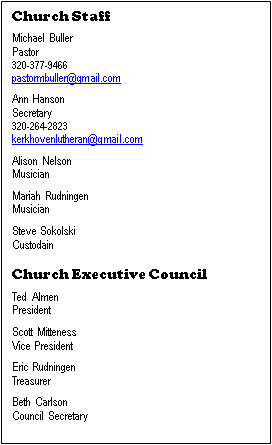 Church Staff
Michael Buller
Pastor
320-377-9466
pastormbuller@gmail.com
Ann Hanson
Secretary
320-264-2823
kerkhovenlutheran@gmail.com
Alison Nelson
Musician
Mariah Rudningen
Musician
Steve Sokolski
Custodain
Church Executive Council
Ted Almen
President
Scott Mitteness
Vice President
Eric Rudningen
Treasurer
Beth Carlson
Council Secretary